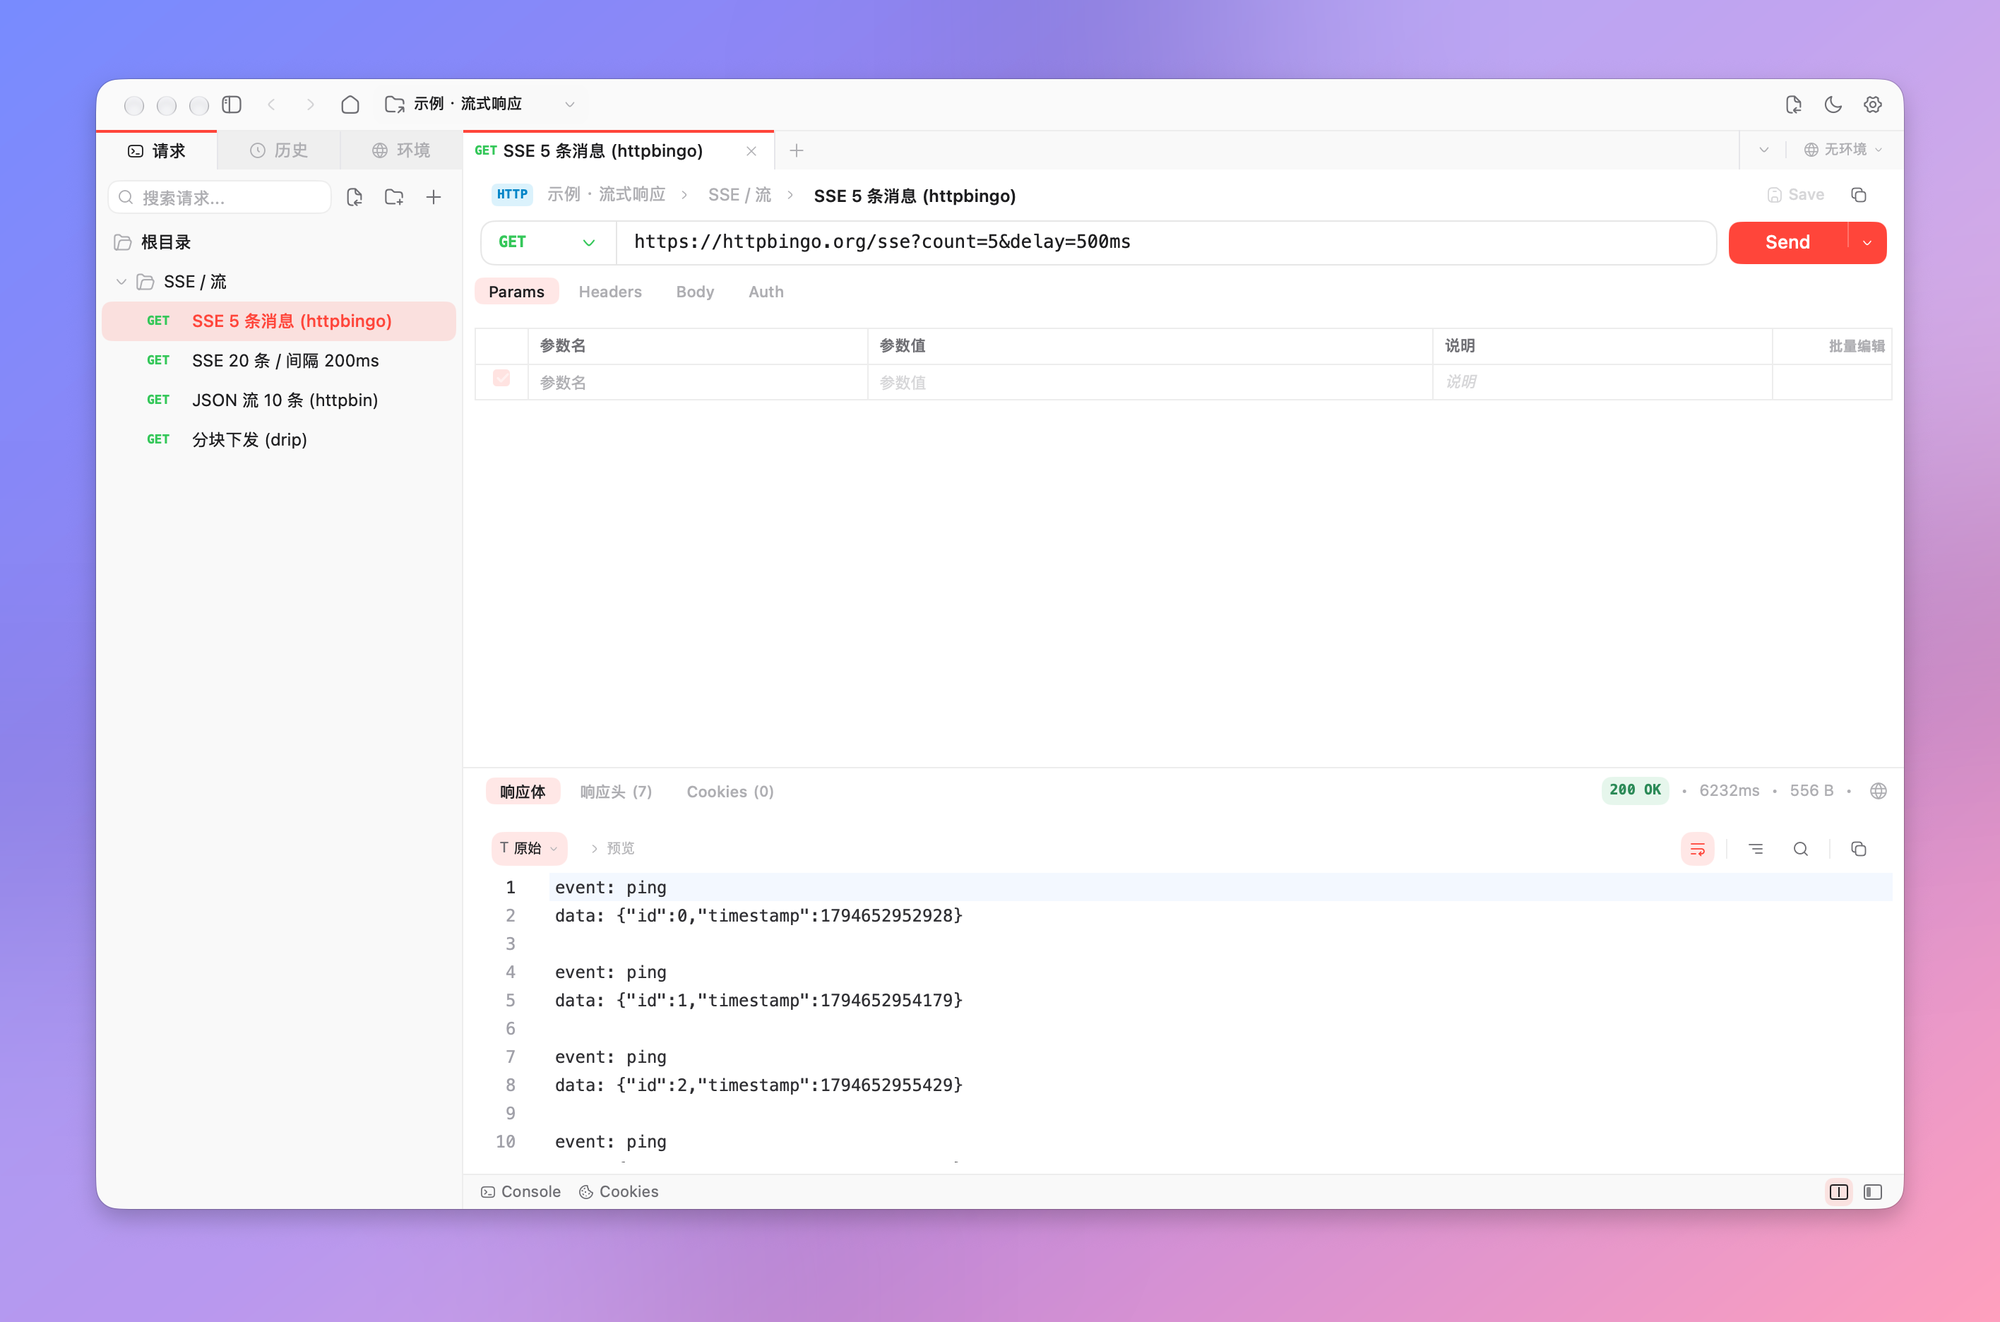 示例 · 流式响应
请求
历史
环境
GET SSE 5 条消息 (httpbingo)
无环境
搜索请求...
根目录
SSE / 流
GET SSE 5 条消息 (httpbingo)
GET SSE 20 条 / 间隔 200ms
GET JSON 流 10 条 (httpbin)
GET 分块下发 (drip)
HTTP 示例 · 流式响应 > SSE / 流 > SSE 5 条消息 (httpbingo)
Save
GET https://httpbingo.org/sse?count=5&delay=500ms
Send
Params Headers Body Auth
参数名 参数值 说明 批量编辑
参数名 参数值 说明
响应体 响应头 (7) Cookies (0)
200 OK • 6232ms • 556 B •
T 原始 > 预览
1 event: ping
2 data: {"id":0,"timestamp":1794652952928}
3
4 event: ping
5 data: {"id":1,"timestamp":1794652954179}
6
7 event: ping
8 data: {"id":2,"timestamp":1794652955429}
9
10 event: ping
Console Cookies